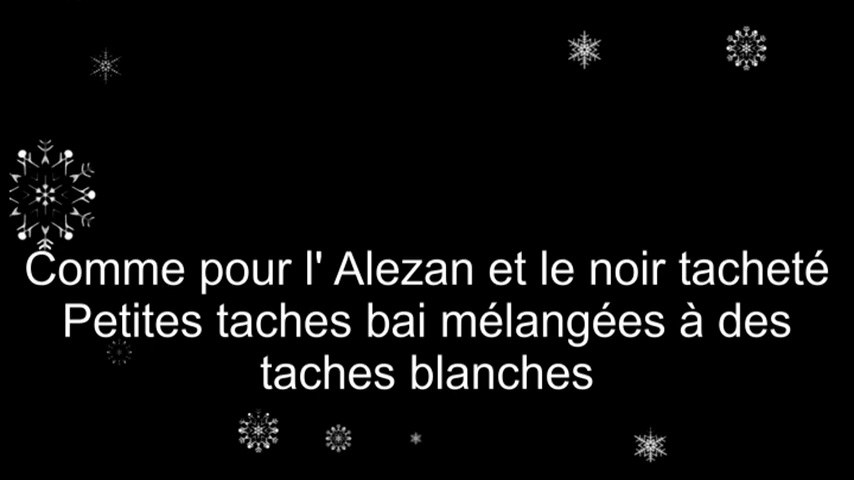 Comme pour l' Alezan et le noir tacheté
Petites taches bai mélangées à des
taches blanches